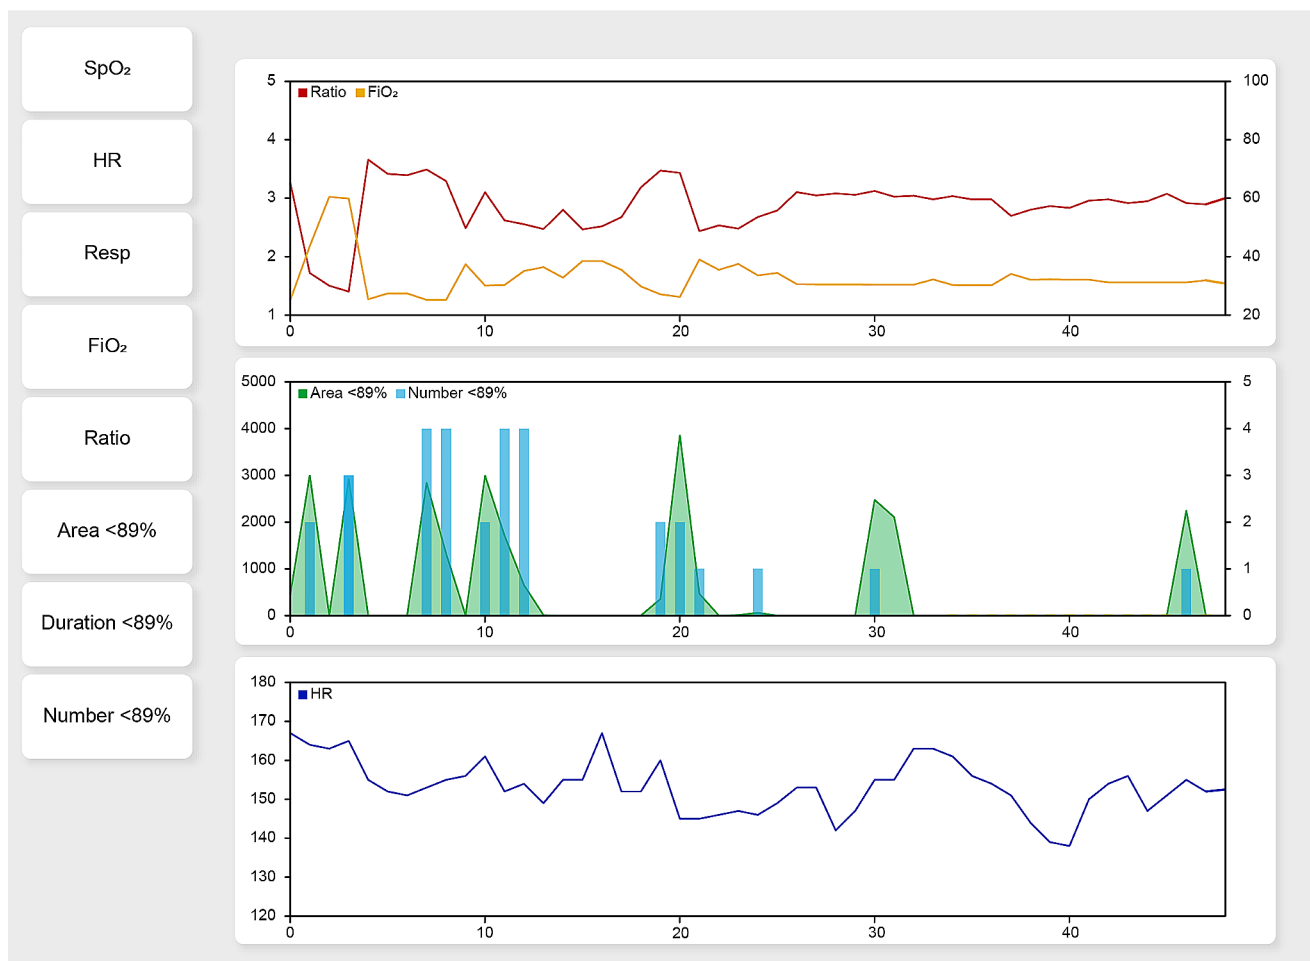 SpO₂
HR
Resp
FiO₂
Ratio
Area <89%
Duration <89%
Number <89%
5 Ratio FiO₂ 100
4 80
3 60
2 40
1 20
0 10 20 30 40
5000 Area <89% Number <89% 5
4000 4
3000 3
2000 2
1000 1
0 0
0 10 20 30 40
180 HR
170
160
150
140
130
120
0 10 20 30 40